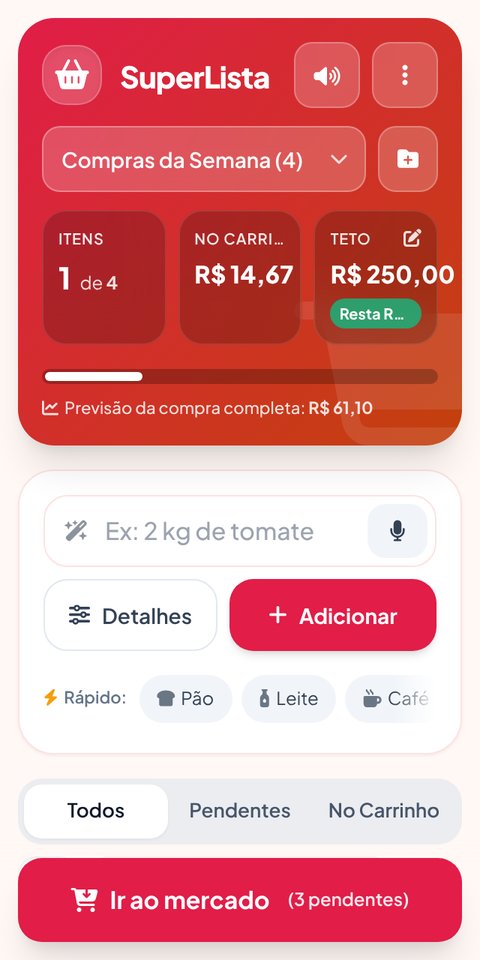 SuperLista
Compras da Semana (4)
ITENS
1 de 4
NO CARRI...
R$ 14,67
TETO
R$ 250,00
Resta R...
Previsão da compra completa: R$ 61,10
Ex: 2 kg de tomate
Detalhes
+ Adicionar
Rápido:
Pão
Leite
Café
Todos
Pendentes
No Carrinho
Ir ao mercado (3 pendentes)